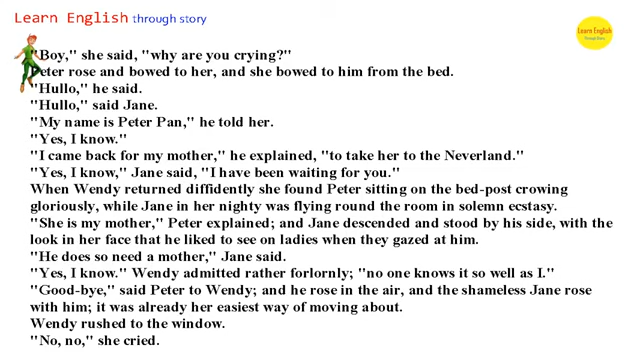 Learn English through story
Learn English
Through Story
"Boy," she said, "why are you crying?"
Peter rose and bowed to her, and she bowed to him from the bed.
"Hullo," he said.
"Hullo," said Jane.
"My name is Peter Pan," he told her.
"Yes, I know."
"I came back for my mother," he explained, "to take her to the Neverland."
"Yes, I know," Jane said, "I have been waiting for you."
When Wendy returned diffidently she found Peter sitting on the bed-post crowing
gloriously, while Jane in her nighty was flying round the room in solemn ecstasy.
"She is my mother," Peter explained; and Jane descended and stood by his side, with the
look in her face that he liked to see on ladies when they gazed at him.
"He does so need a mother," Jane said.
"Yes, I know." Wendy admitted rather forlornly; "no one knows it so well as I."
"Good-bye," said Peter to Wendy; and he rose in the air, and the shameless Jane rose
with him; it was already her easiest way of moving about.
Wendy rushed to the window.
"No, no," she cried.